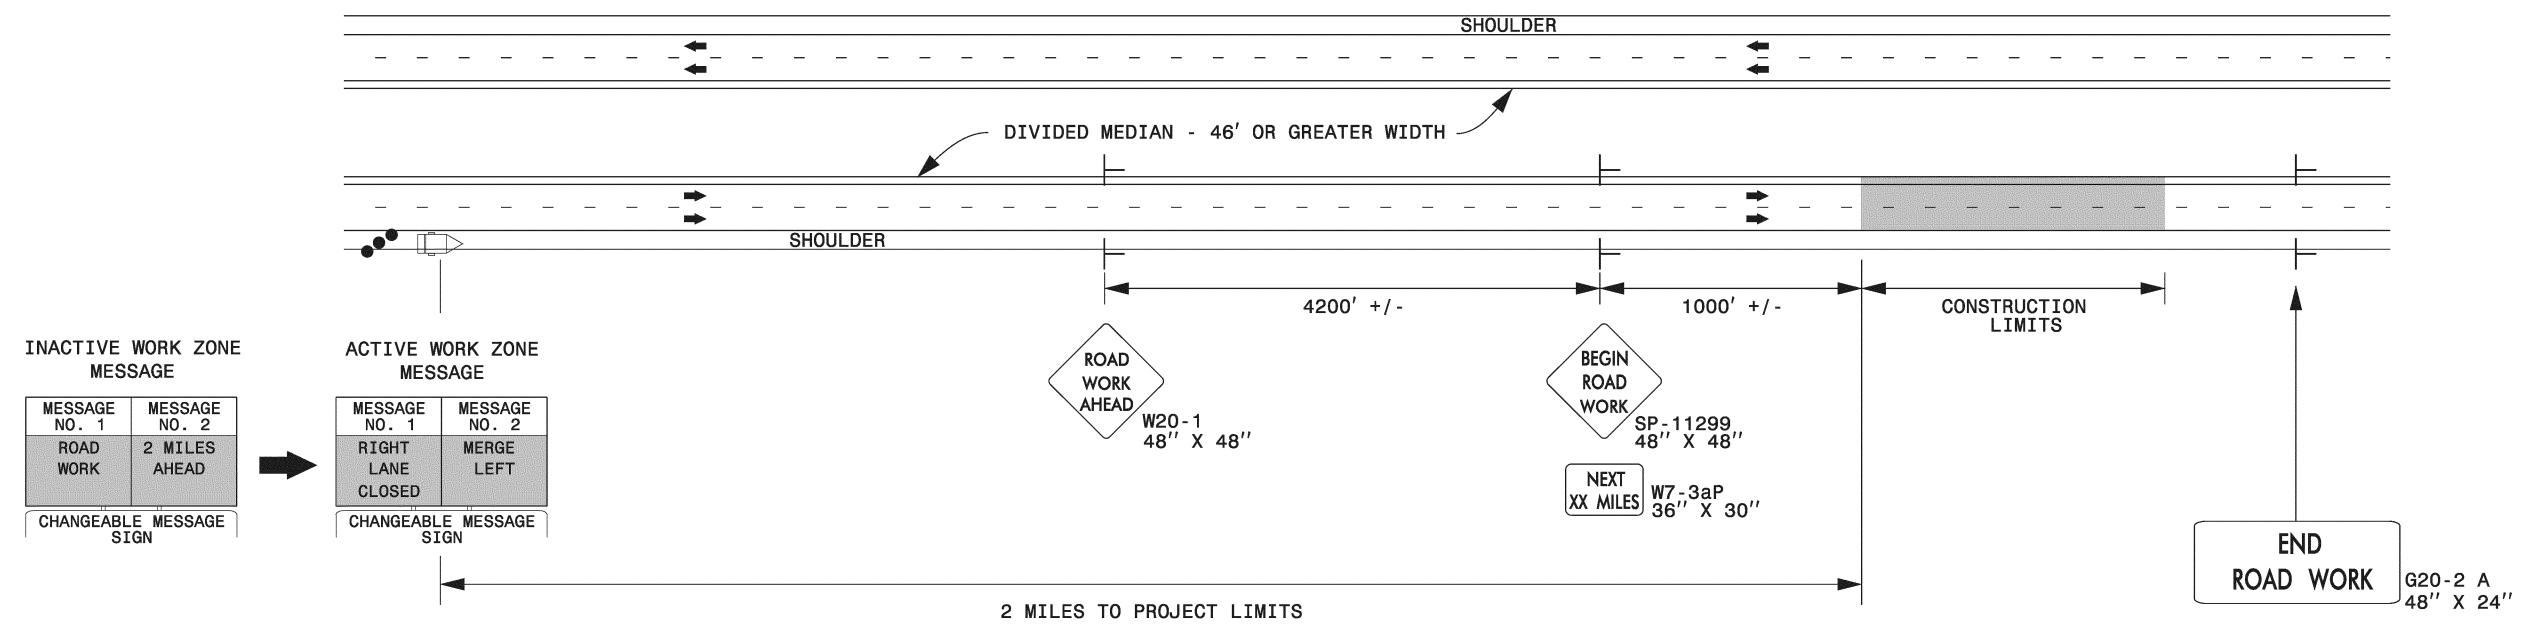 SHOULDER
DIVIDED MEDIAN - 46' OR GREATER WIDTH
SHOULDER
4200' +/-
1000' +/-
CONSTRUCTION
LIMITS
INACTIVE WORK ZONE
MESSAGE
MESSAGE
NO. 1
MESSAGE
NO. 2
ROAD
WORK
2 MILES
AHEAD
CHANGEABLE MESSAGE
SIGN
ACTIVE WORK ZONE
MESSAGE
MESSAGE
NO. 1
MESSAGE
NO. 2
RIGHT
LANE
CLOSED
MERGE
LEFT
CHANGEABLE MESSAGE
SIGN
ROAD
WORK
AHEAD
W20-1
48" X 48"
BEGIN
ROAD
WORK
SP-11299
48" X 48"
NEXT
XX MILES
W7-3aP
36" X 30"
END
ROAD WORK
G20-2 A
48" X 24"
2 MILES TO PROJECT LIMITS